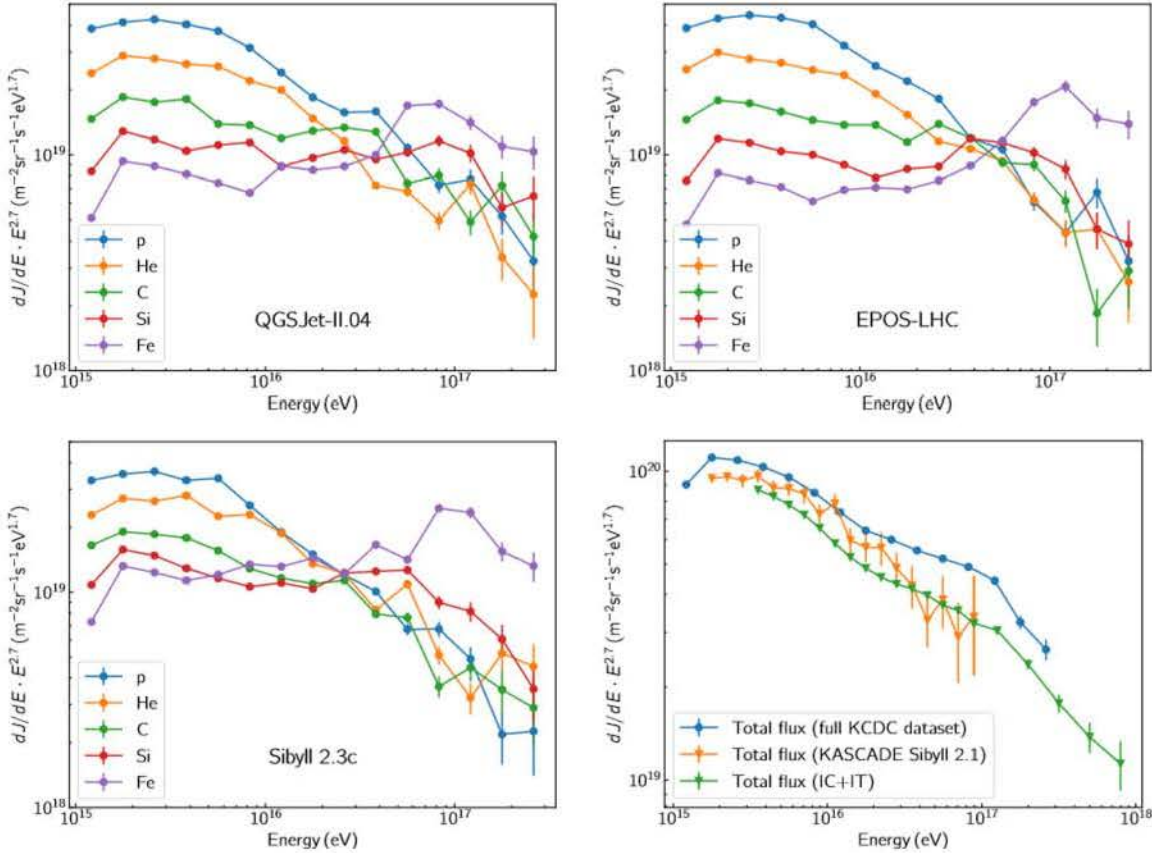 dJ/dE · E^2.7 (m^−2sr^−1s^−1eV^1.7)
10^19
10^18
p
He
C
Si
Fe
QGSJet-II.04
10^15
10^16
10^17
Energy (eV)
dJ/dE · E^2.7 (m^−2sr^−1s^−1eV^1.7)
10^19
10^18
p
He
C
Si
Fe
EPOS-LHC
10^15
10^16
10^17
Energy (eV)
dJ/dE · E^2.7 (m^−2sr^−1s^−1eV^1.7)
10^19
10^18
p
He
C
Si
Fe
Sibyll 2.3c
10^15
10^16
10^17
Energy (eV)
dJ/dE · E^2.7 (m^−2sr^−1s^−1eV^1.7)
10^20
10^19
Total flux (full KCDC dataset)
Total flux (KASCADE Sibyll 2.1)
Total flux (IC+IT)
10^15
10^16
10^17
10^18
Energy (eV)